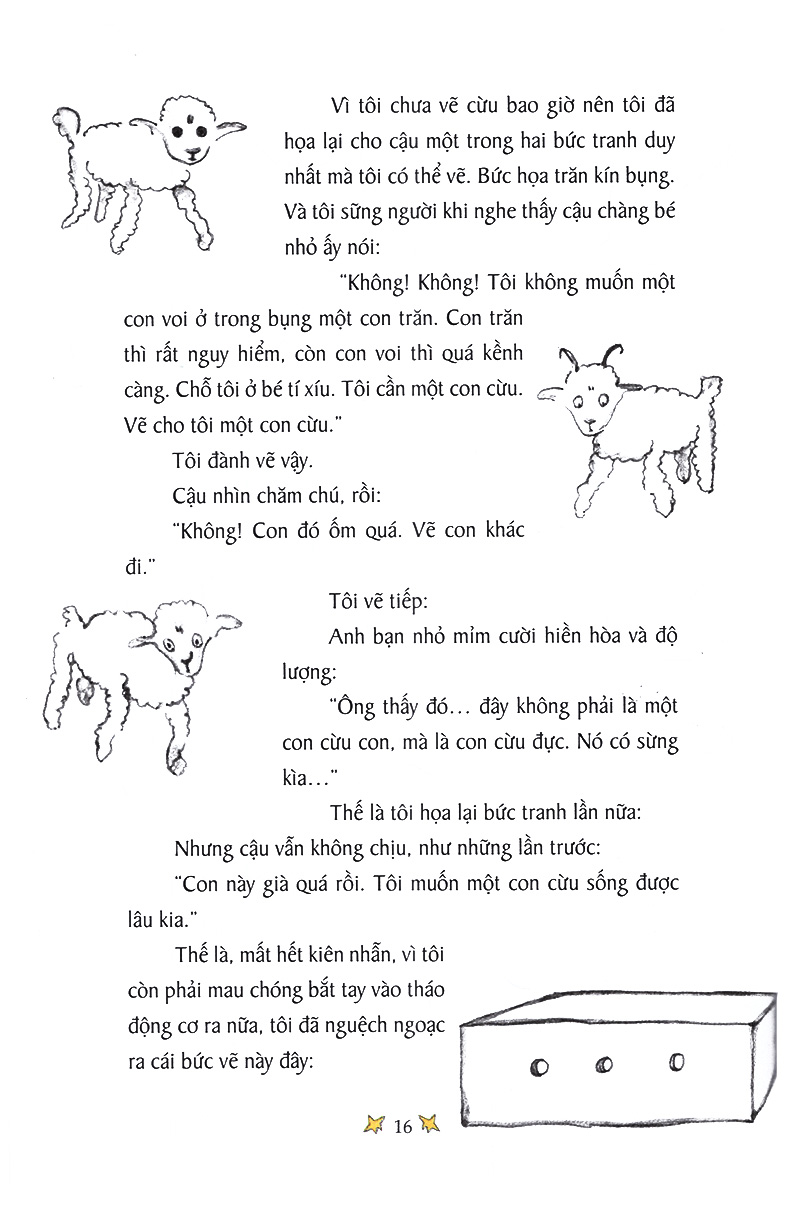 Vì tôi chưa vẽ cừu bao giờ nên tôi đã
họa lại cho cậu một trong hai bức tranh duy
nhất mà tôi có thể vẽ. Bức họa trăn kín bụng.
Và tôi sững người khi nghe thấy cậu chàng bé
nhỏ ấy nói:
"Không! Không! Tôi không muốn một
con voi ở trong bụng một con trăn. Con trăn
thì rất nguy hiểm, còn con voi thì quá kềnh
càng. Chỗ tôi ở bé tí xíu. Tôi cần một con cừu.
Vẽ cho tôi một con cừu."
Tôi đành vẽ vậy.
Cậu nhìn chăm chú, rồi:
"Không! Con đó ốm quá. Vẽ con khác
đi."
Tôi vẽ tiếp:
Anh bạn nhỏ mỉm cười hiền hòa và độ
lượng:
"Ông thấy đó... đây không phải là một
con cừu con, mà là con cừu đực. Nó có sừng
kìa..."
Thế là tôi họa lại bức tranh lần nữa:
Nhưng cậu vẫn không chịu, như những lần trước:
"Con này già quá rồi. Tôi muốn một con cừu sống được
lâu kia."
Thế là, mất hết kiên nhẫn, vì tôi
còn phải mau chóng bắt tay vào tháo
động cơ ra nữa, tôi đã nguệch ngoạc
ra cái bức vẽ này đây:
16